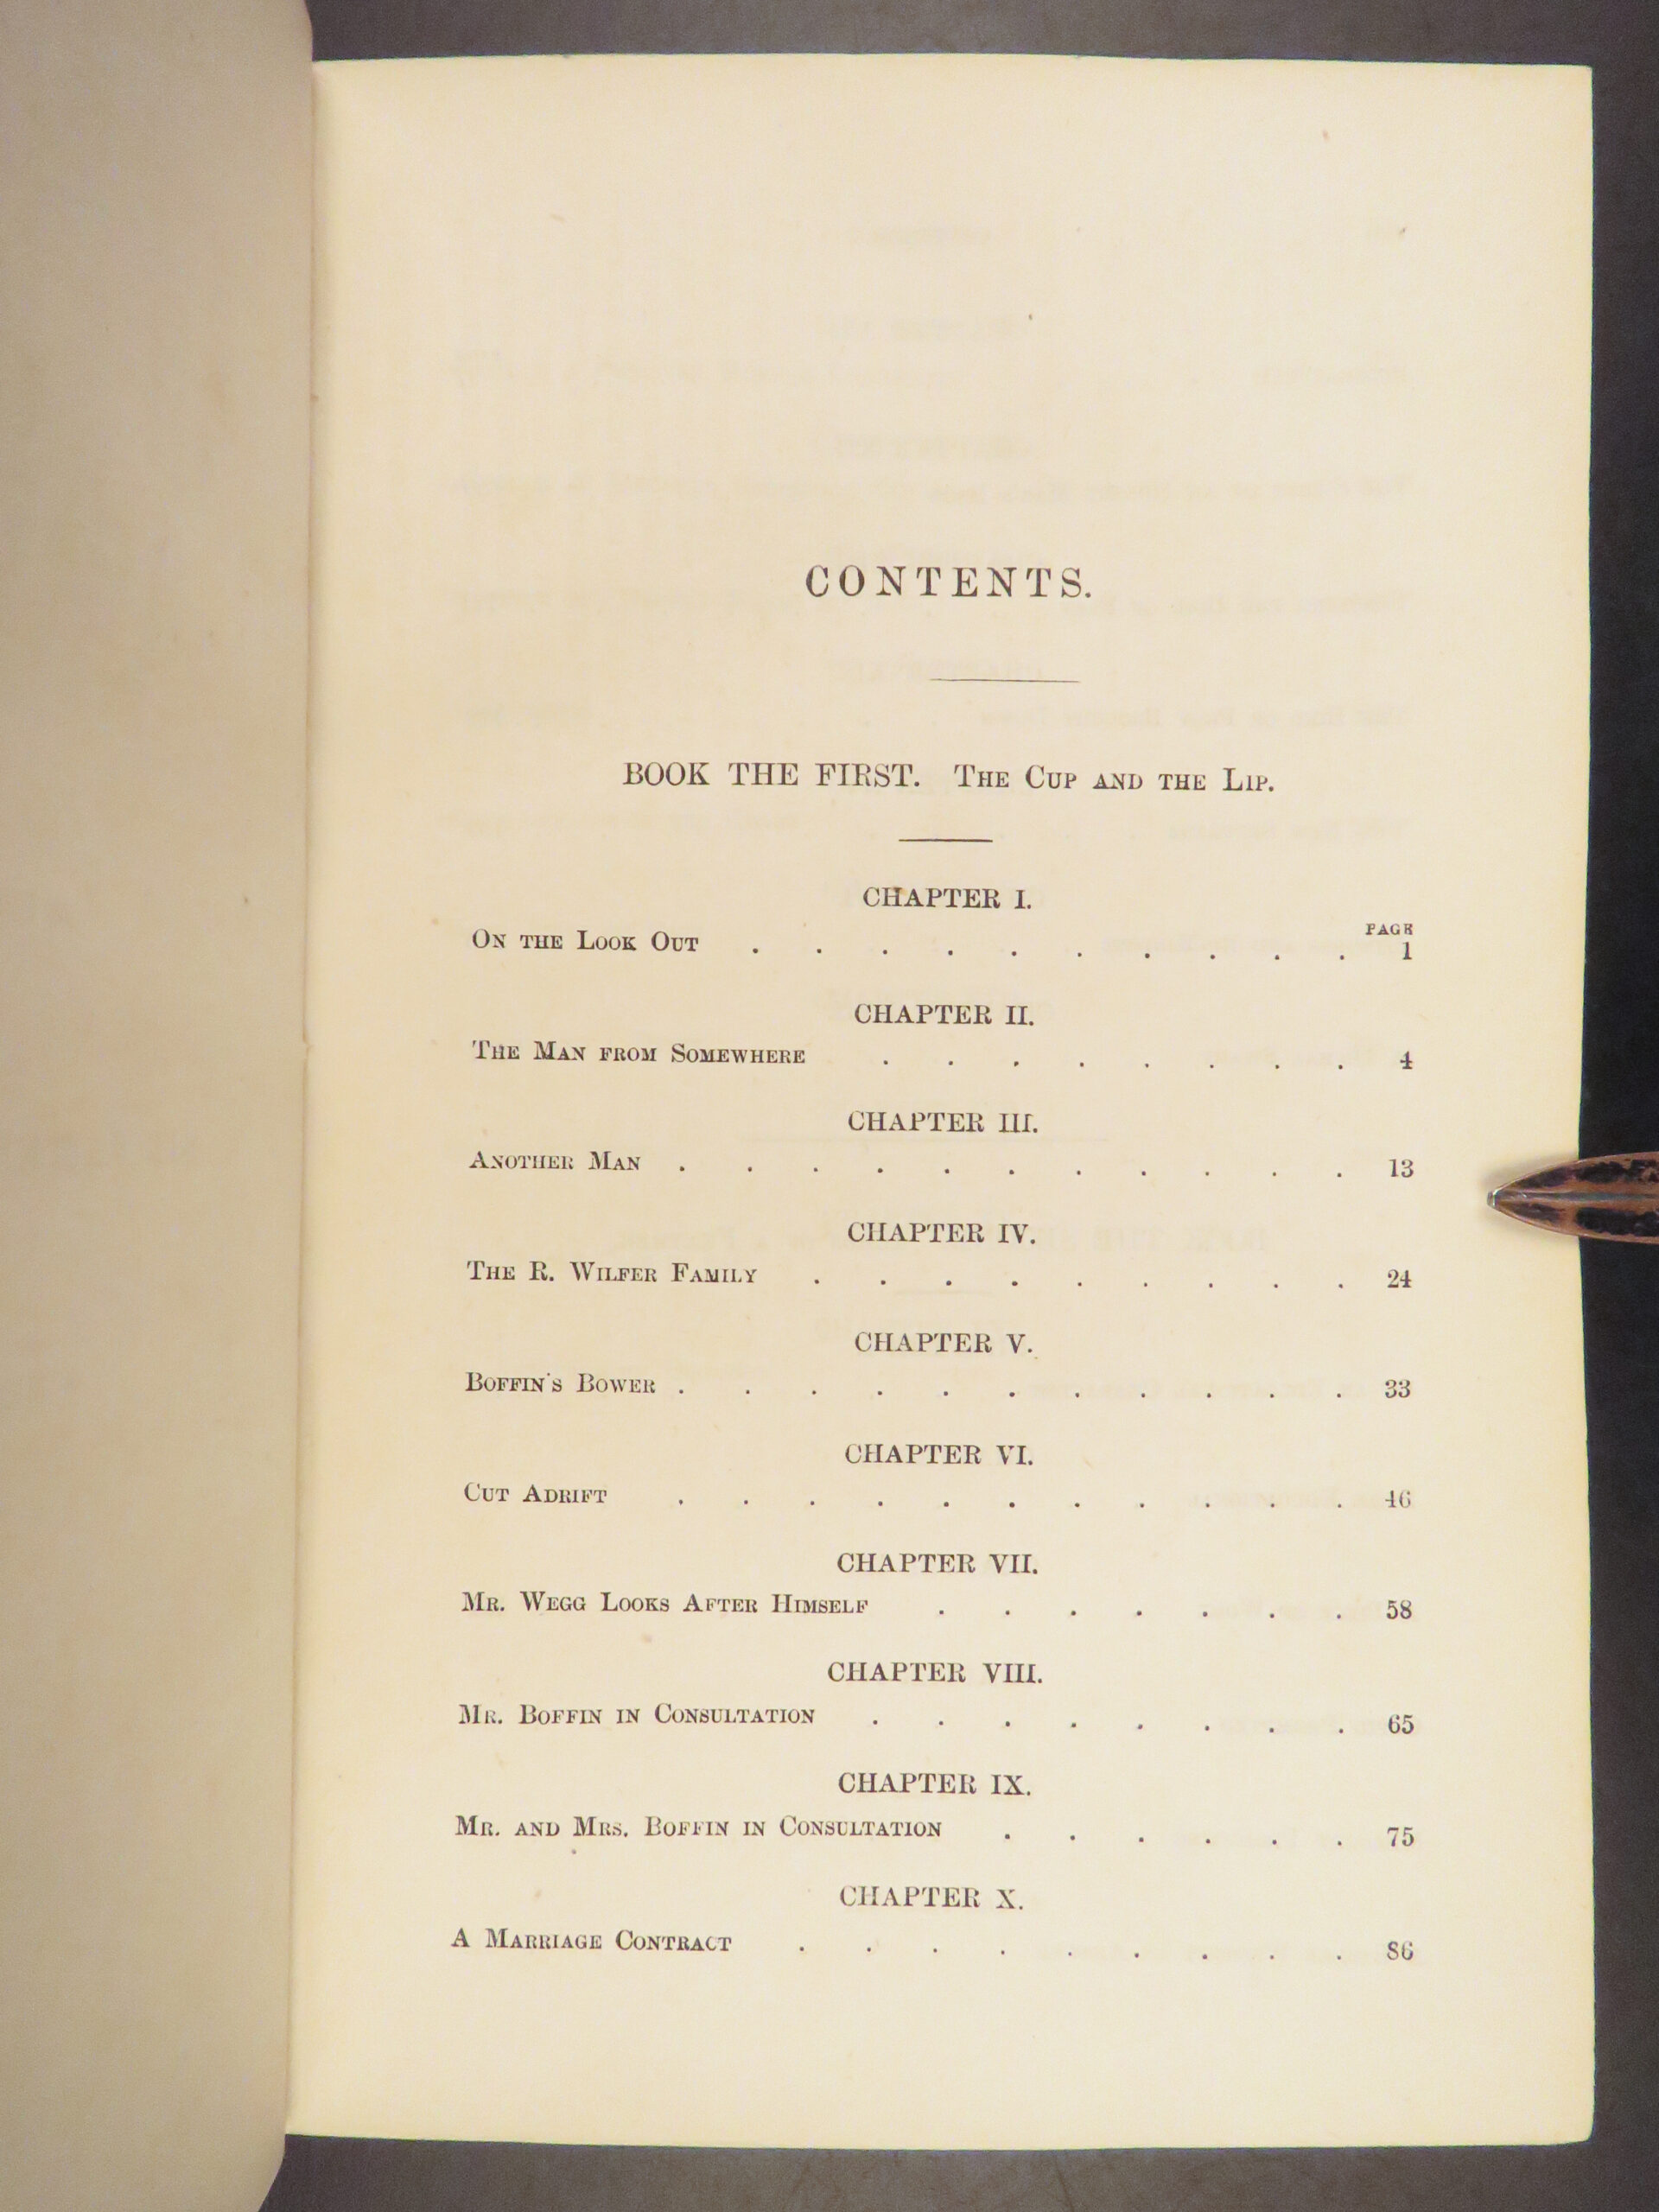 CONTENTS.
BOOK THE FIRST. The Cup and the Lip.
CHAPTER I.
PAGE
On the Look Out . . . . . . . . . . 1
CHAPTER II.
The Man from Somewhere . . . . . . . . 4
CHAPTER III.
Another Man . . . . . . . . . . . 13
CHAPTER IV.
The R. Wilfer Family . . . . . . . . . 24
CHAPTER V.
Boffin's Bower . . . . . . . . . . . 33
CHAPTER VI.
Cut Adrift . . . . . . . . . . . 46
CHAPTER VII.
Mr. Wegg Looks After Himself . . . . . . . 58
CHAPTER VIII.
Mr. Boffin in Consultation . . . . . . . . 65
CHAPTER IX.
Mr. and Mrs. Boffin in Consultation . . . . . . 75
CHAPTER X.
A Marriage Contract . . . . . . . . . 86